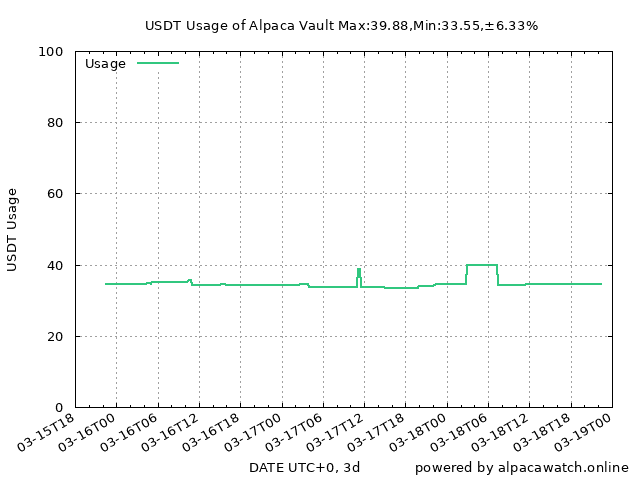 USDT Usage of Alpaca Vault Max:39.88,Min:33.55,±6.33%
Usage
USDT Usage
100
80
60
40
20
0
03-15T18
03-16T00
03-16T06
03-16T12
03-16T18
03-17T00
03-17T06
03-17T12
03-17T18
03-18T00
03-18T06
03-18T12
03-18T18
03-19T00
DATE UTC+0, 3d
powered by alpacawatch.online